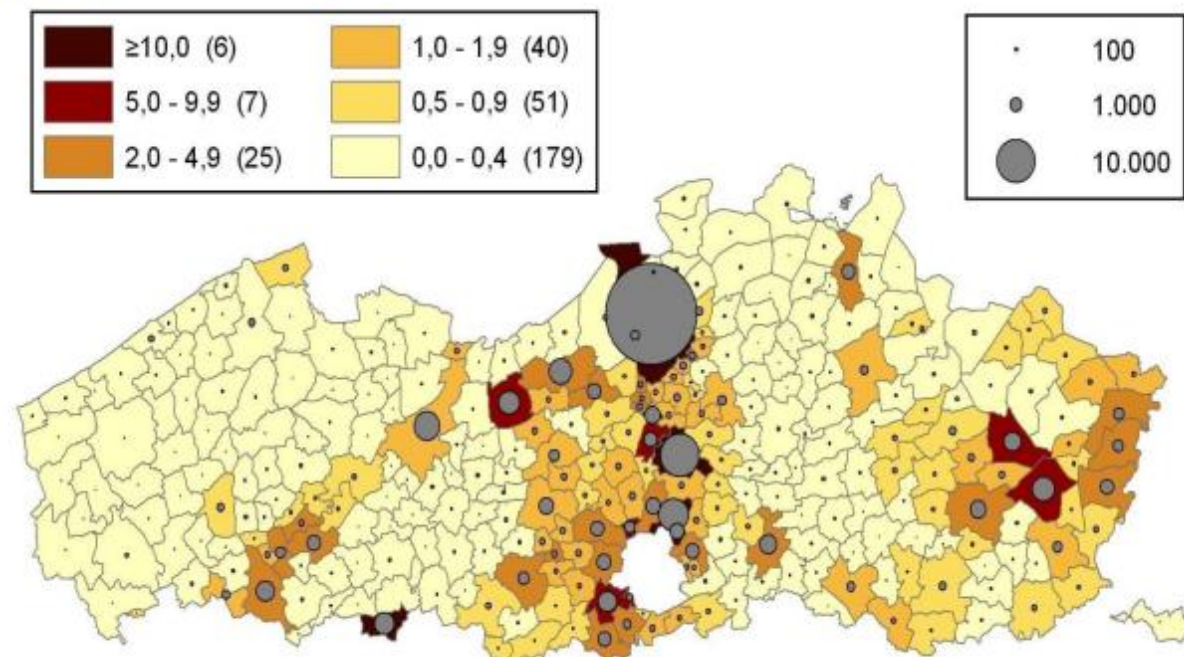 ≥10,0 (6)
5,0 - 9,9 (7)
2,0 - 4,9 (25)
1,0 - 1,9 (40)
0,5 - 0,9 (51)
0,0 - 0,4 (179)
100
1.000
10.000